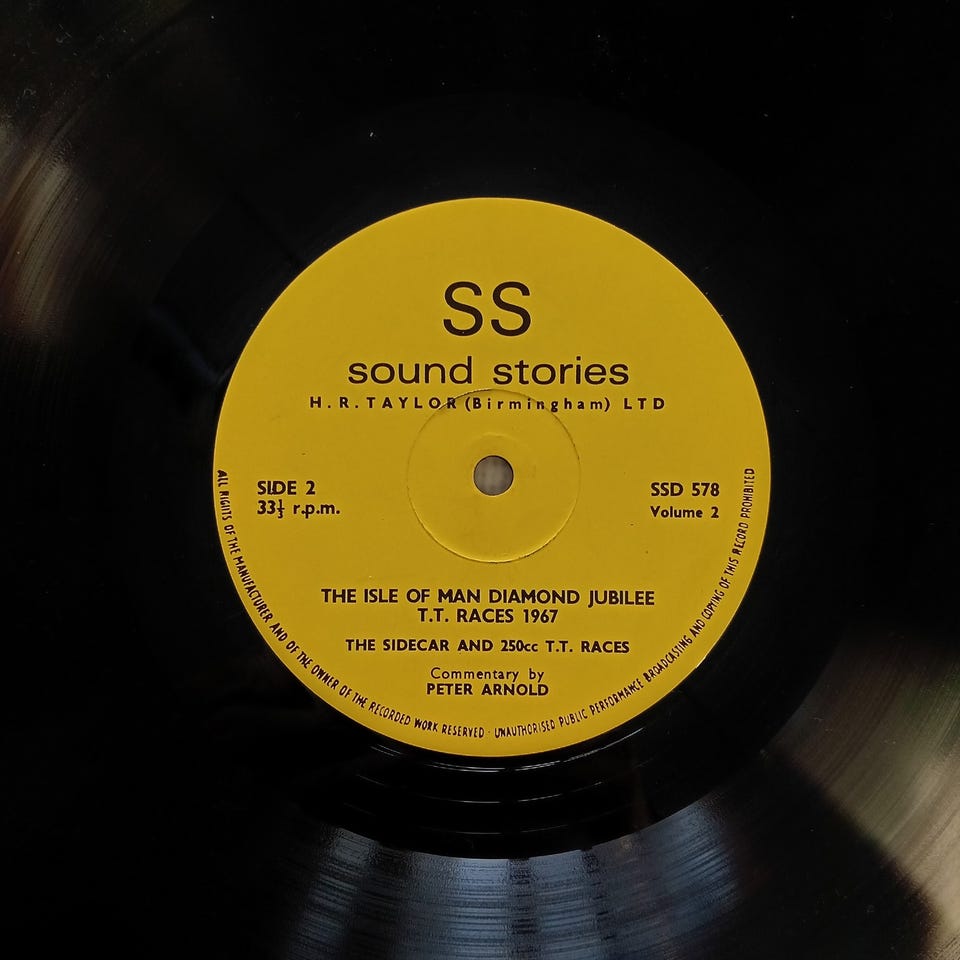 SS
sound stories
H.R.TAYLOR (Birmingham) LTD
SIDE 2
33⅓ r.p.m.
SSD 578
Volume 2
THE ISLE OF MAN DIAMOND JUBILEE
T.T. RACES 1967
THE SIDECAR AND 250cc T.T. RACES
Commentary by
PETER ARNOLD
ALL RIGHTS OF THE MANUFACTURER AND OF THE OWNER OF THE RECORDED WORK RESERVED · UNAUTHORISED PUBLIC PERFORMANCE BROADCASTING AND COPYING OF THIS RECORD PROHIBITED